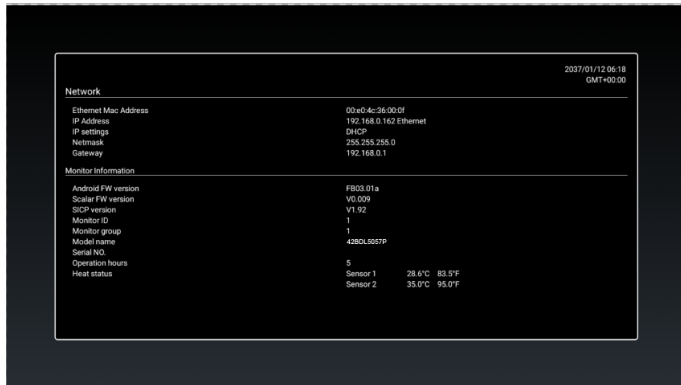 2037/01/12 06:18
GMT+00:00
Network
Ethernet Mac Address 00:e0:4c:36:00:0f
IP Address 192.168.0.162 Ethernet
IP settings DHCP
Netmask 255.255.255.0
Gateway 192.168.0.1
Monitor Information
Android FW version FB03.01a
Scalar FW version V0.009
SICP version V1.92
Monitor ID 1
Monitor group 1
Model name 42BDL5057P
Serial NO.
Operation hours 5
Heat status Sensor 1 28.6°C 83.5°F
Sensor 2 35.0°C 95.0°F